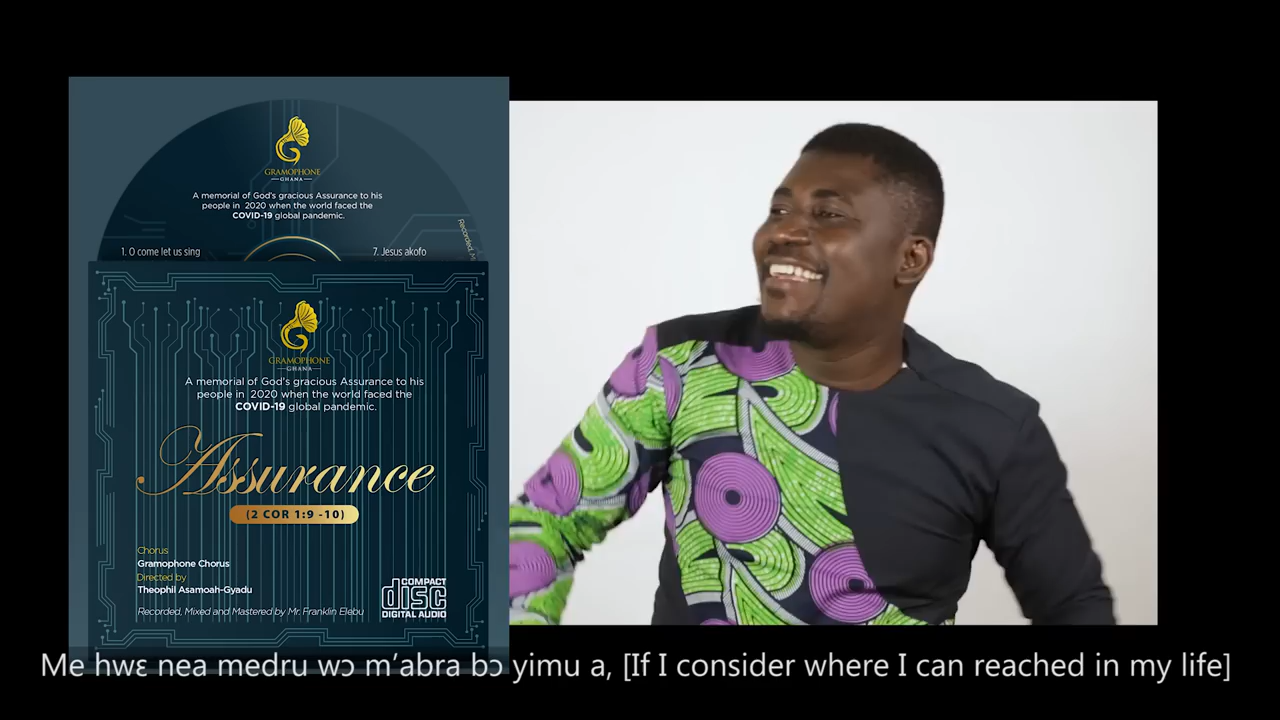 GRAMOPHONE
GHANA
A memorial of God's gracious Assurance to his
people in 2020 when the world faced the
COVID-19 global pandemic.
1. O come let us sing
7. Jesus akofo
GRAMOPHONE
GHANA
A memorial of God's gracious Assurance to his
people in 2020 when the world faced the
COVID-19 global pandemic.
Assurance
(2 COR 1:9 -10)
Chorus
Gramophone Chorus
Directed by
Theophil Asamoah-Gyadu
Recorded, Mixed and Mastered by Mr. Franklin Elebu
COMPACT
disc
DIGITAL AUDIO
Me hwɛ nea medru wɔ m'abra bɔ yimu a, [If I consider where I can reached in my life]